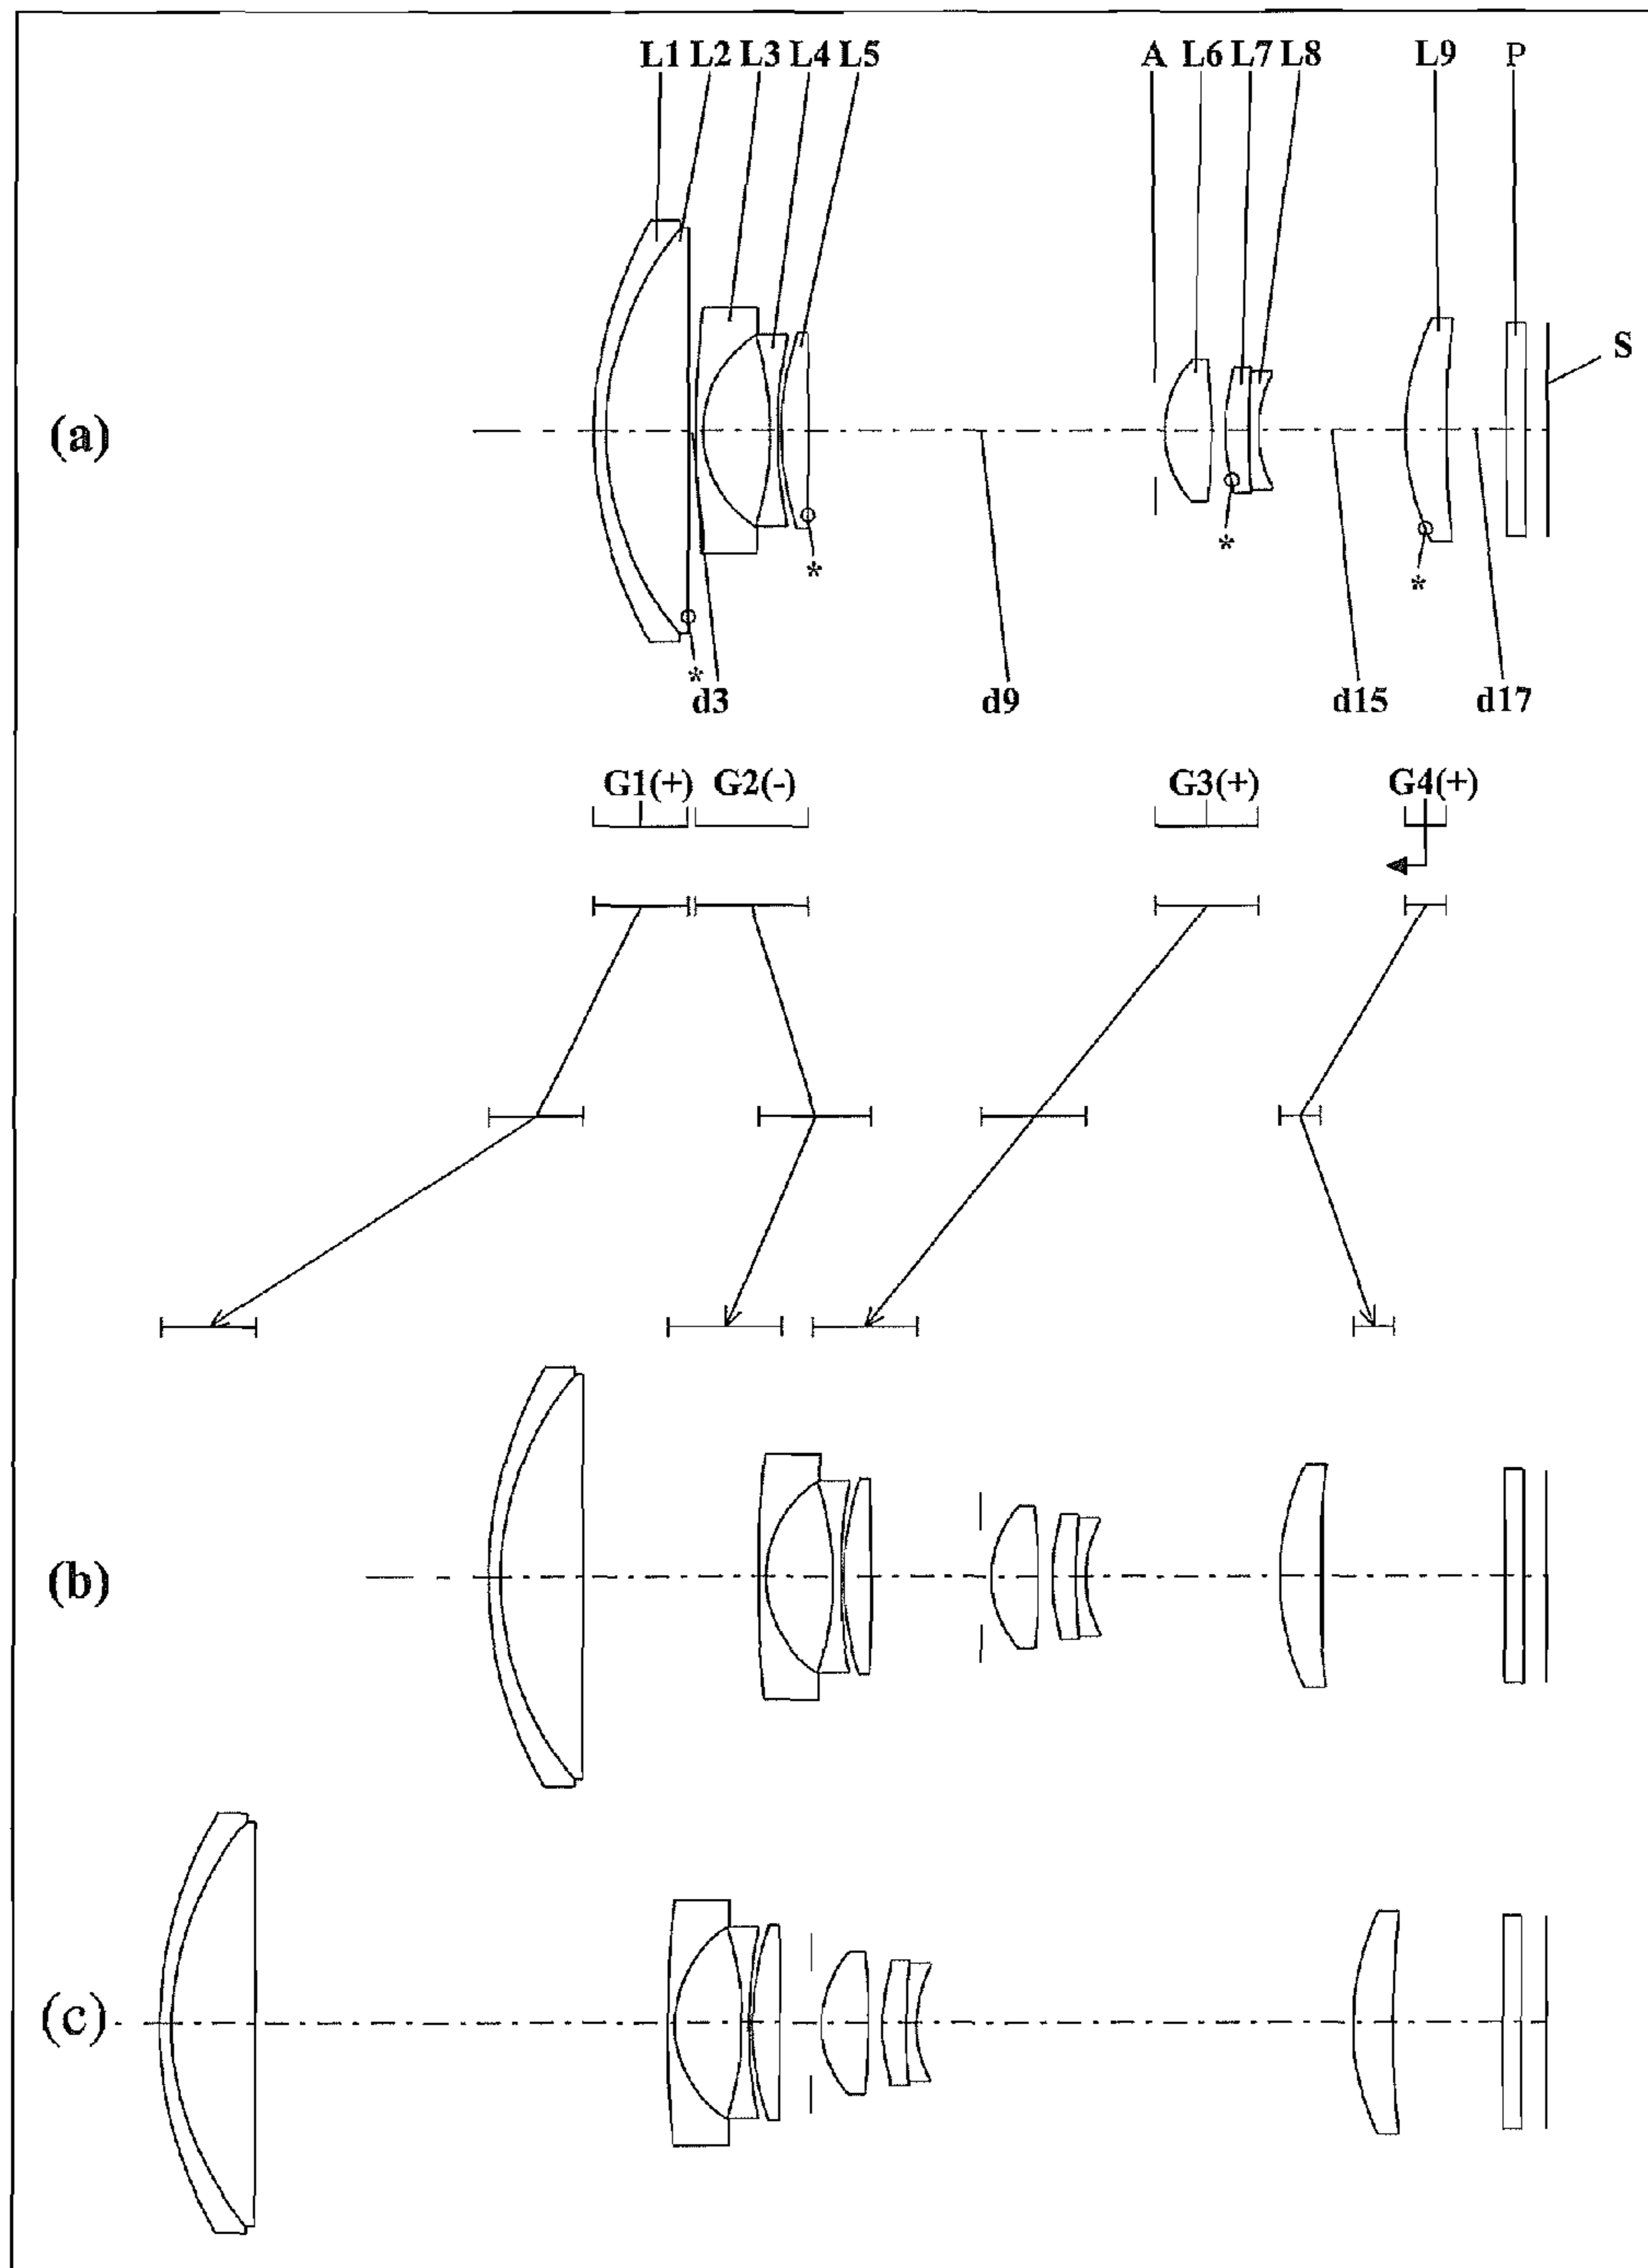 L1 L2 L3 L4 L5 A L6 L7 L8 L9 P
S
(a)
* * * *
d3 d9 d15 d17
G1(+) G2(-) G3(+) G4(+)
(b)
(c)